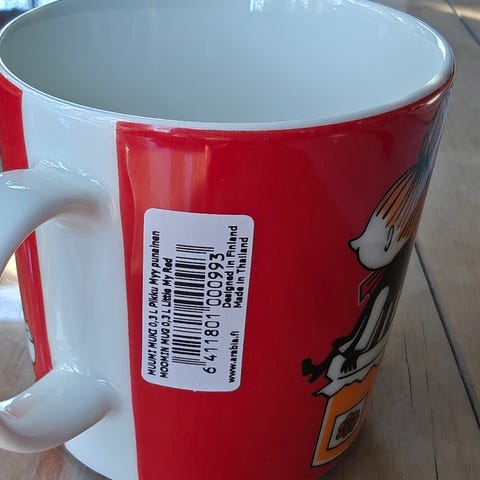 MUUMI MUKI 0,3 L Pikku Myy punainen
MOOMIN MUG 0,3 L Little My Red
6 411801 000993
Designed in Finland
Made in Thailand
www.arabia.fi